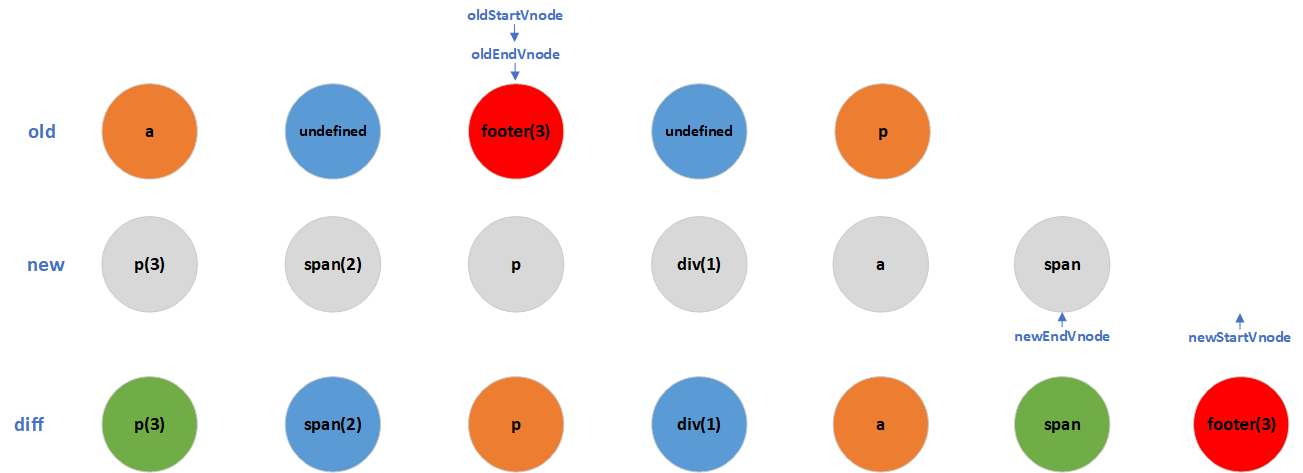 oldStartVnode
oldEndVnode
old a undefined footer(3) undefined p
new p(3) span(2) p div(1) a span
newEndVnode newStartVnode
diff p(3) span(2) p div(1) a span footer(3)